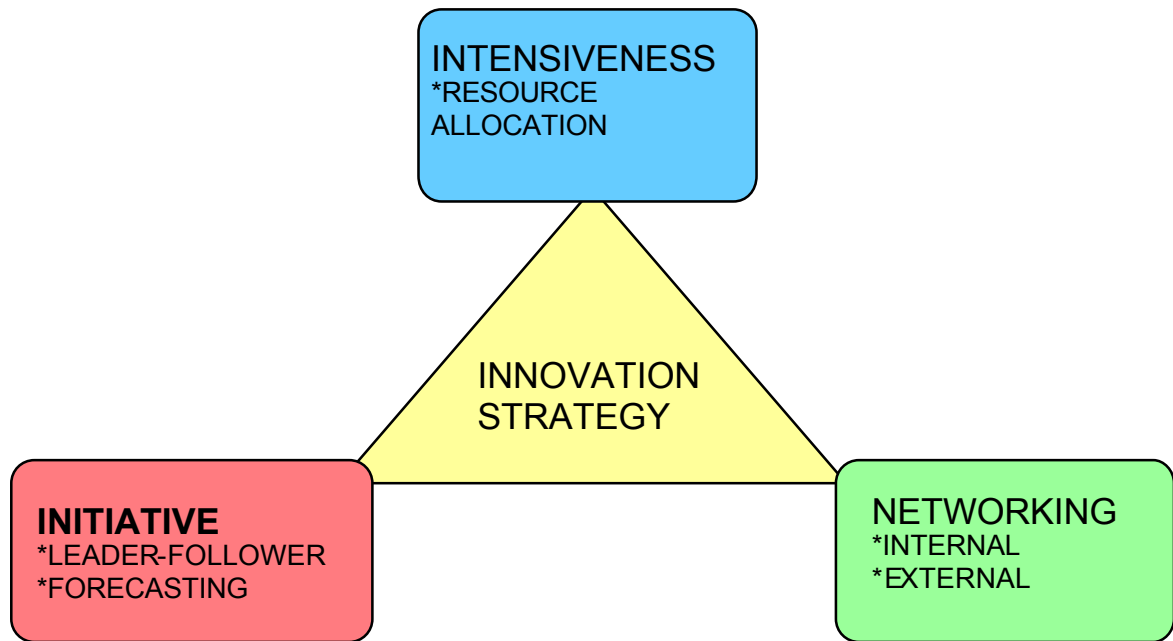 INTENSIVENESS
*RESOURCE
ALLOCATION
INNOVATION
STRATEGY
INITIATIVE
*LEADER-FOLLOWER
*FORECASTING
NETWORKING
*INTERNAL
*EXTERNAL